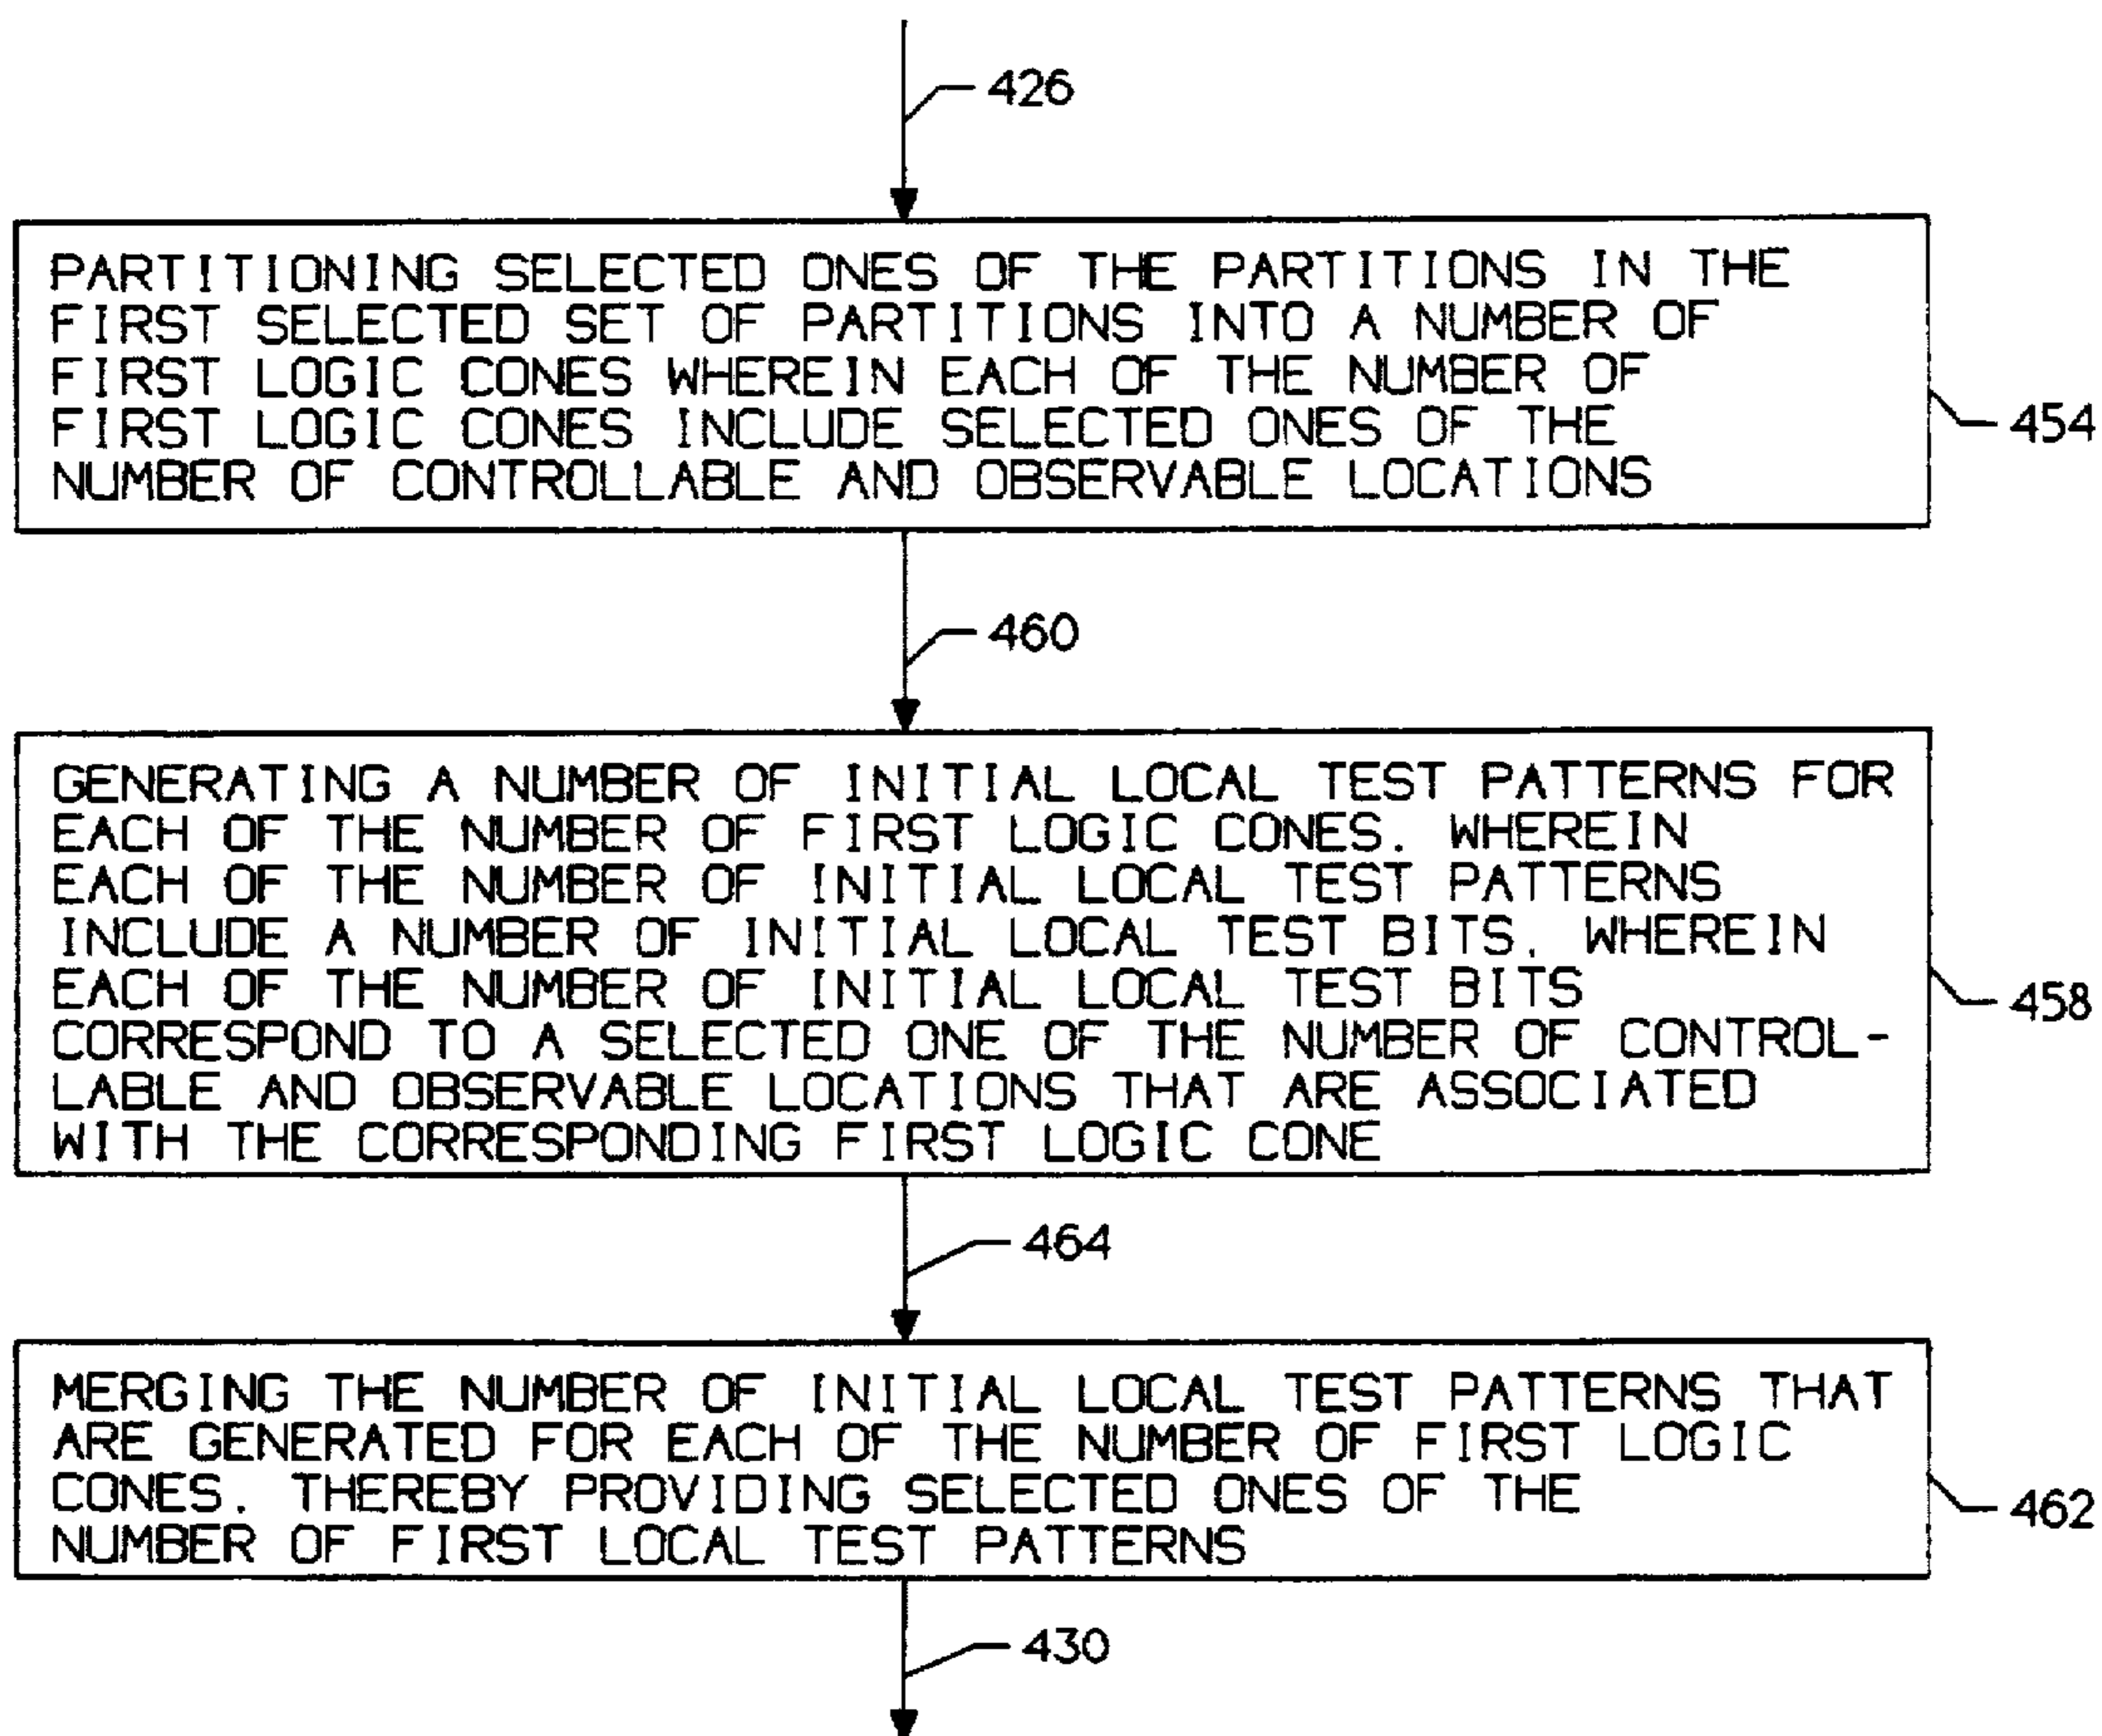 426
PARTITIONING SELECTED ONES OF THE PARTITIONS IN THE
FIRST SELECTED SET OF PARTITIONS INTO A NUMBER OF
FIRST LOGIC CONES WHEREIN EACH OF THE NUMBER OF
FIRST LOGIC CONES INCLUDE SELECTED ONES OF THE
NUMBER OF CONTROLLABLE AND OBSERVABLE LOCATIONS
454
460
GENERATING A NUMBER OF INITIAL LOCAL TEST PATTERNS FOR
EACH OF THE NUMBER OF FIRST LOGIC CONES. WHEREIN
EACH OF THE NUMBER OF INITIAL LOCAL TEST PATTERNS
INCLUDE A NUMBER OF INITIAL LOCAL TEST BITS. WHEREIN
EACH OF THE NUMBER OF INITIAL LOCAL TEST BITS
CORRESPOND TO A SELECTED ONE OF THE NUMBER OF CONTROL-
LABLE AND OBSERVABLE LOCATIONS THAT ARE ASSOCIATED
WITH THE CORRESPONDING FIRST LOGIC CONE
458
464
MERGING THE NUMBER OF INITIAL LOCAL TEST PATTERNS THAT
ARE GENERATED FOR EACH OF THE NUMBER OF FIRST LOGIC
CONES. THEREBY PROVIDING SELECTED ONES OF THE
NUMBER OF FIRST LOCAL TEST PATTERNS
462
430